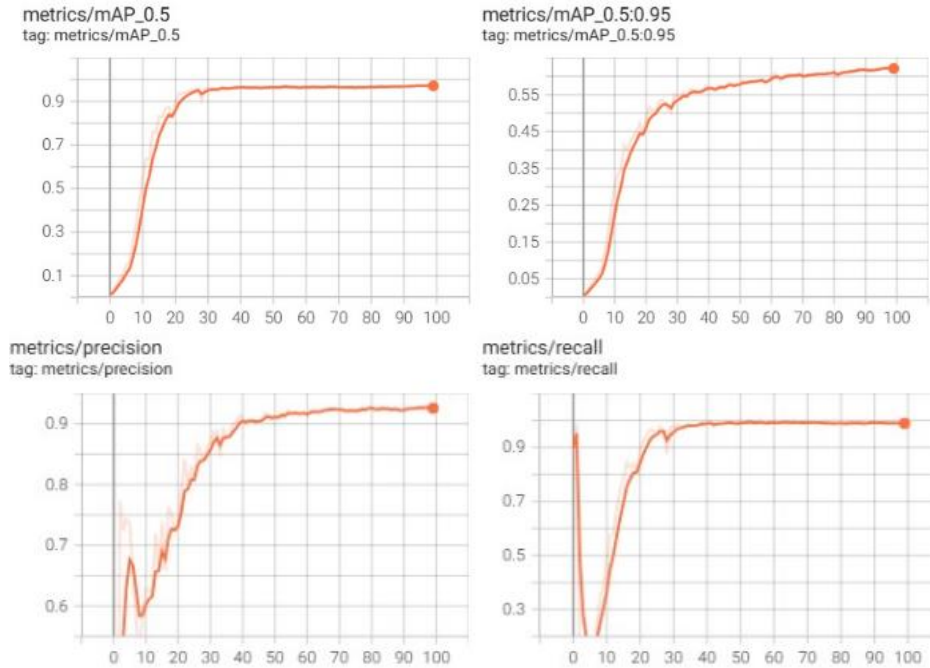 metrics/mAP_0.5
tag: metrics/mAP_0.5
0.9
0.7
0.5
0.3
0.1
0 10 20 30 40 50 60 70 80 90 100
metrics/mAP_0.5:0.95
tag: metrics/mAP_0.5:0.95
0.55
0.45
0.35
0.25
0.15
0.05
0 10 20 30 40 50 60 70 80 90 100
metrics/precision
tag: metrics/precision
0.9
0.8
0.7
0.6
0 10 20 30 40 50 60 70 80 90 100
metrics/recall
tag: metrics/recall
0.9
0.7
0.5
0.3
0 10 20 30 40 50 60 70 80 90 100